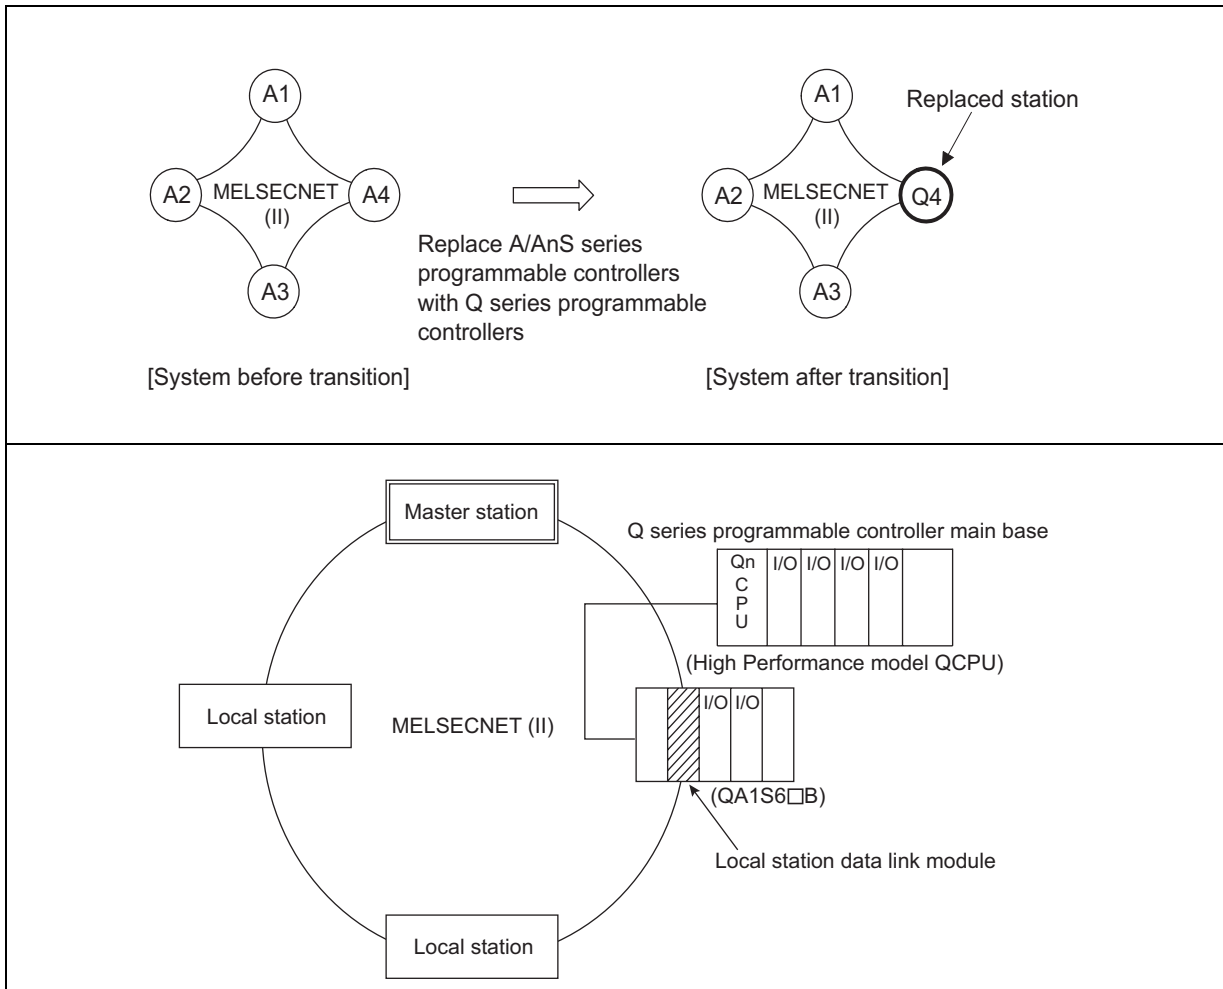 A1
A2
MELSECNET
(II)
A4
A3
Replace A/AnS series
programmable controllers
with Q series programmable
controllers
[System before transition]
A1
Replaced station
A2
MELSECNET
(II)
Q4
A3
[System after transition]
Master station
Q series programmable controller main base
Qn
C
P
U
I/O
I/O
I/O
I/O
(High Performance model QCPU)
Local station
MELSECNET (II)
I/O
I/O
(QA1S6□B)
Local station data link module
Local station